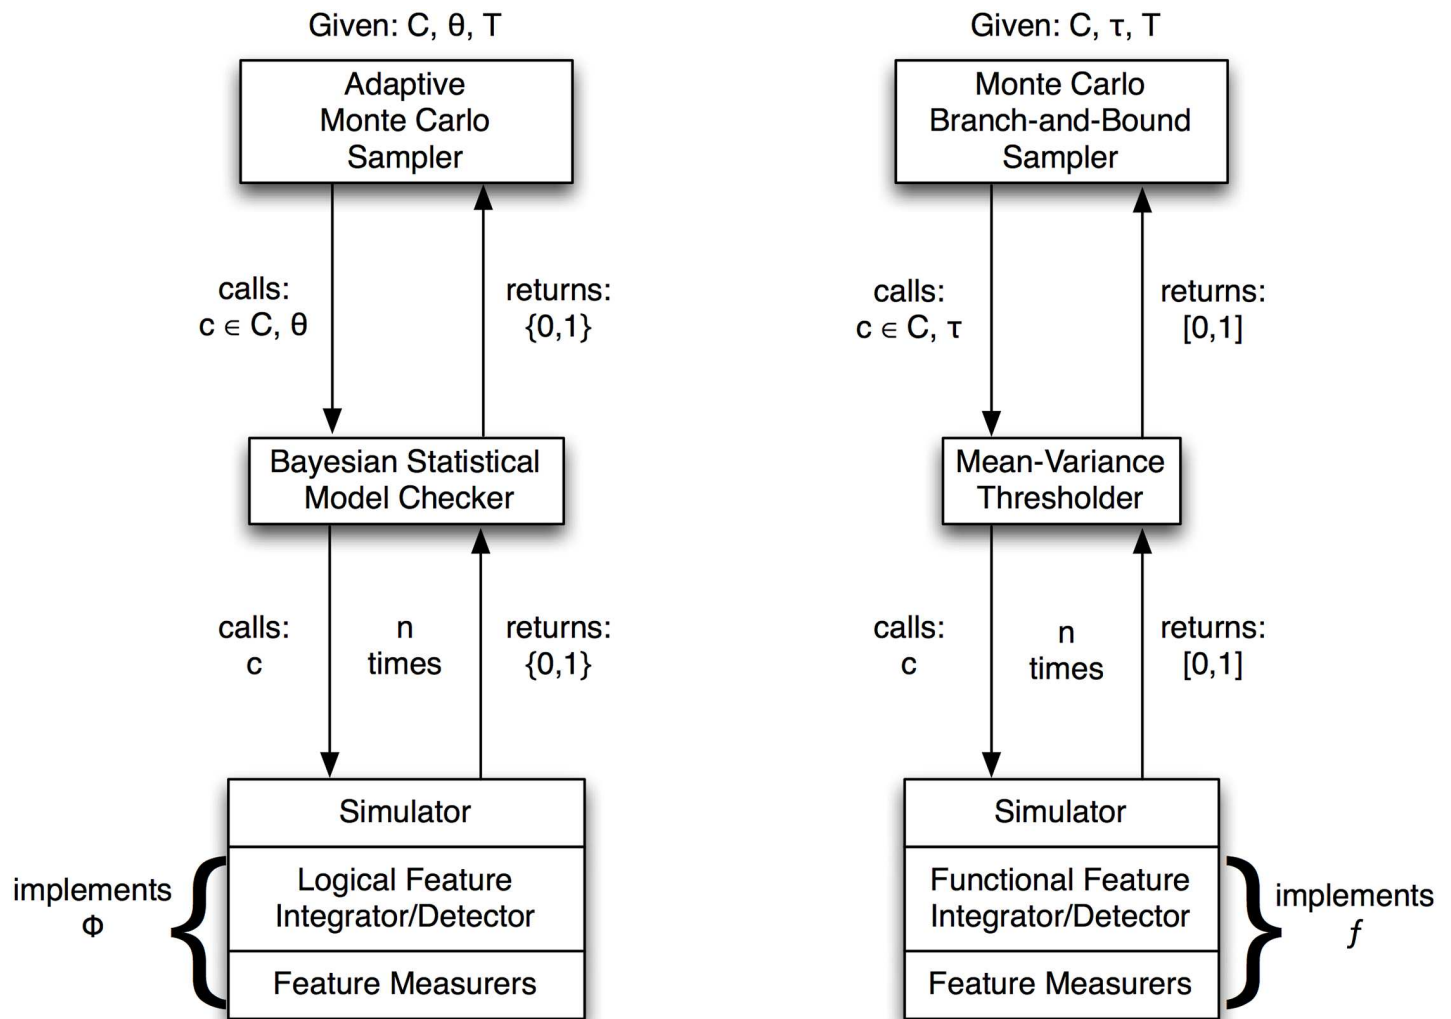 Given: C, θ, T
Adaptive
Monte Carlo
Sampler
calls:
c ∈ C, θ
returns:
{0,1}
Bayesian Statistical
Model Checker
calls:
c
n
times
returns:
{0,1}
Simulator
Logical Feature
Integrator/Detector
Feature Measurers
implements
Φ
Given: C, τ, T
Monte Carlo
Branch-and-Bound
Sampler
calls:
c ∈ C, τ
returns:
[0,1]
Mean-Variance
Thresholder
calls:
c
n
times
returns:
[0,1]
Simulator
Functional Feature
Integrator/Detector
Feature Measurers
implements
f